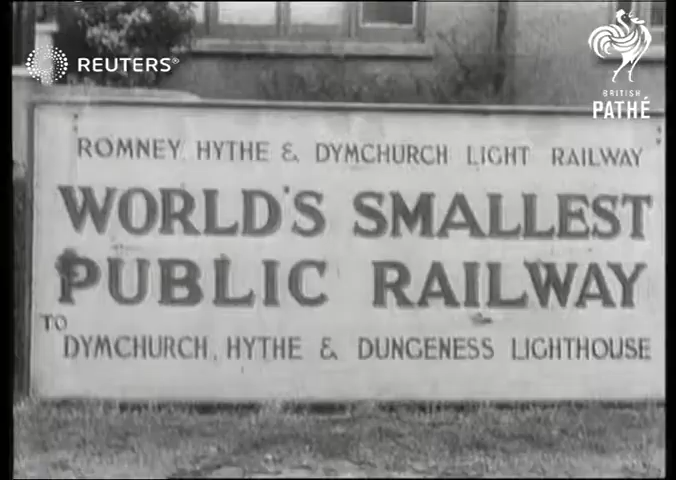 REUTERS
BRITISH
PATHÉ
ROMNEY, HYTHE & DYMCHURCH LIGHT RAILWAY
WORLD'S SMALLEST
PUBLIC RAILWAY
TO
DYMCHURCH, HYTHE & DUNGENESS LIGHTHOUSE